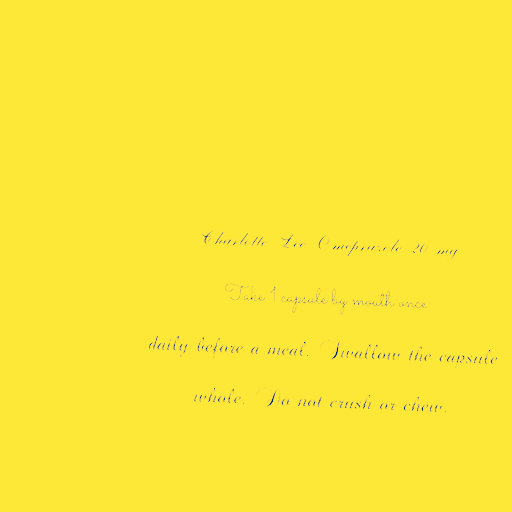 Charlotte Lee Omeprazole 20 mg
Take 1 capsule by mouth once
daily before a meal. Swallow the capsule
whole. Do not crush or chew.